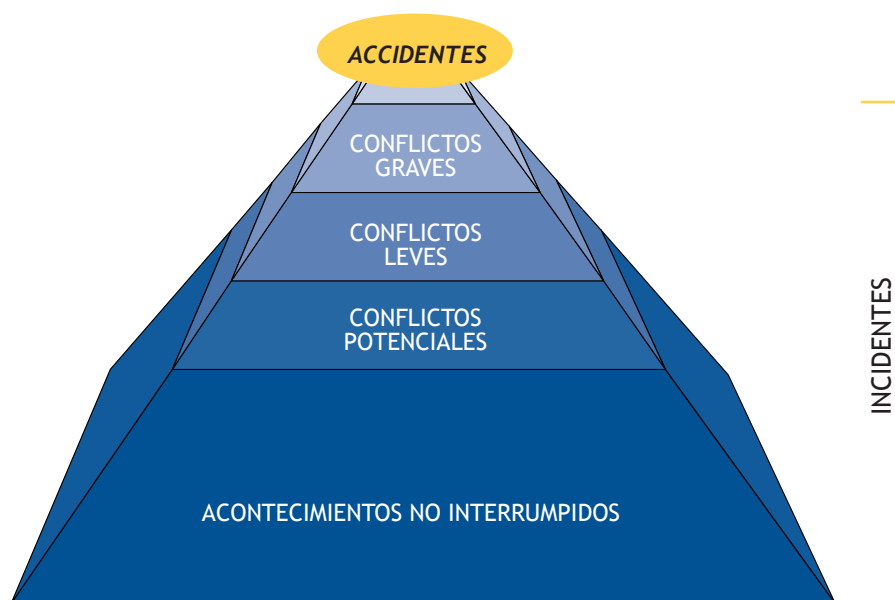 ACCIDENTES
CONFLICTOS
GRAVES
CONFLICTOS
LEVES
CONFLICTOS
POTENCIALES
ACONTECIMIENTOS NO INTERRUMPIDOS
INCIDENTES